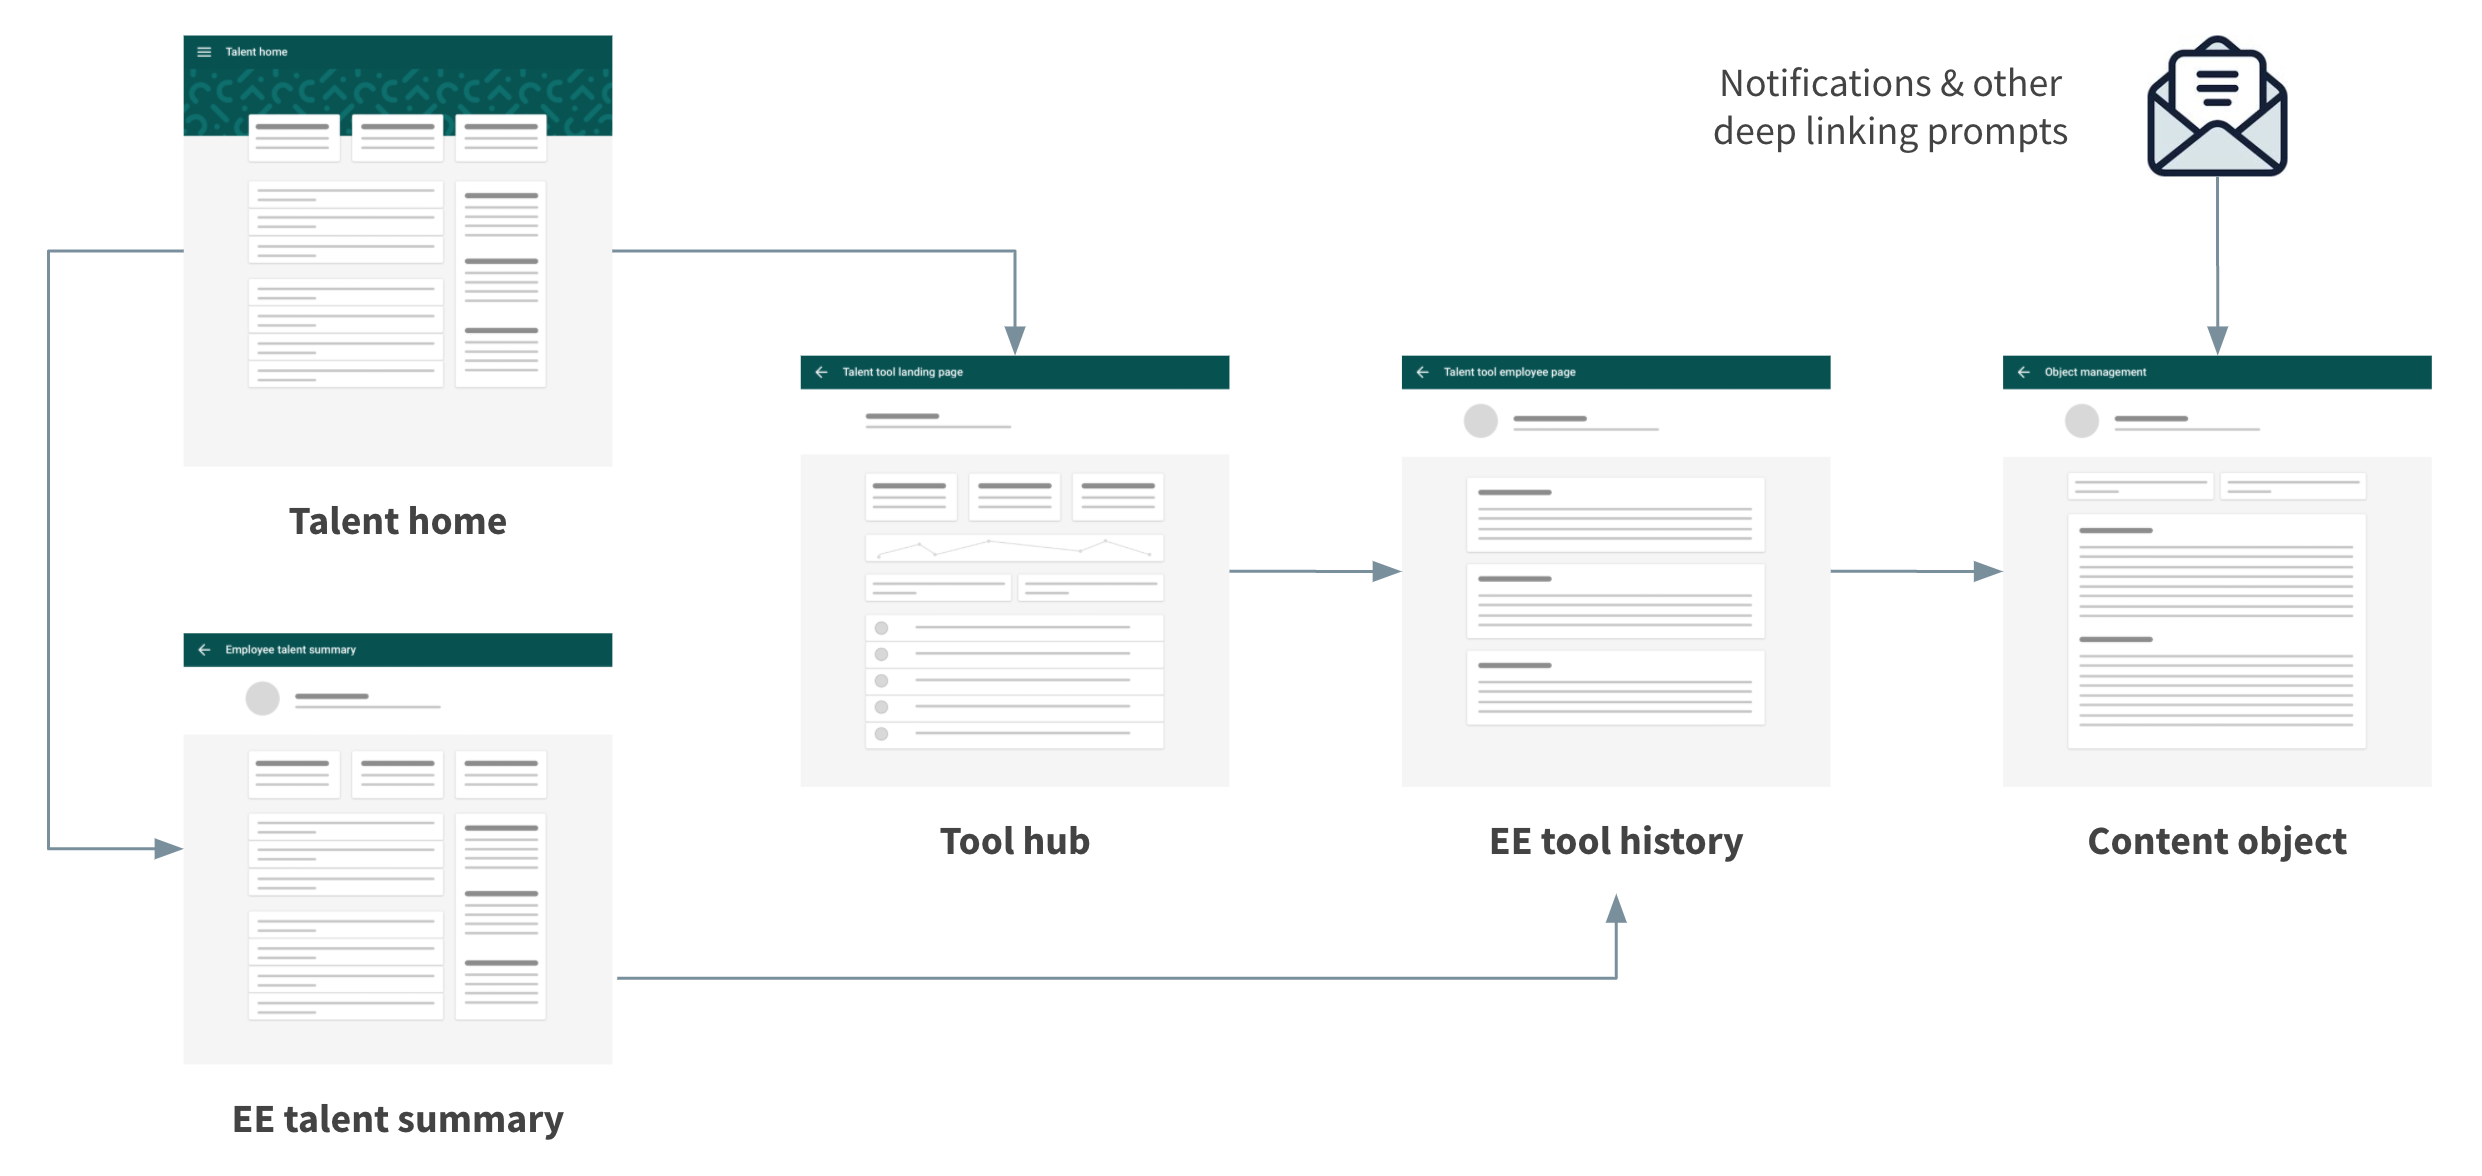 Talent home
Notifications & other
deep linking prompts
Talent tool landing page
Talent tool employee page
Object management
Talent home
Employee talent summary
Tool hub
EE tool history
Content object
EE talent summary